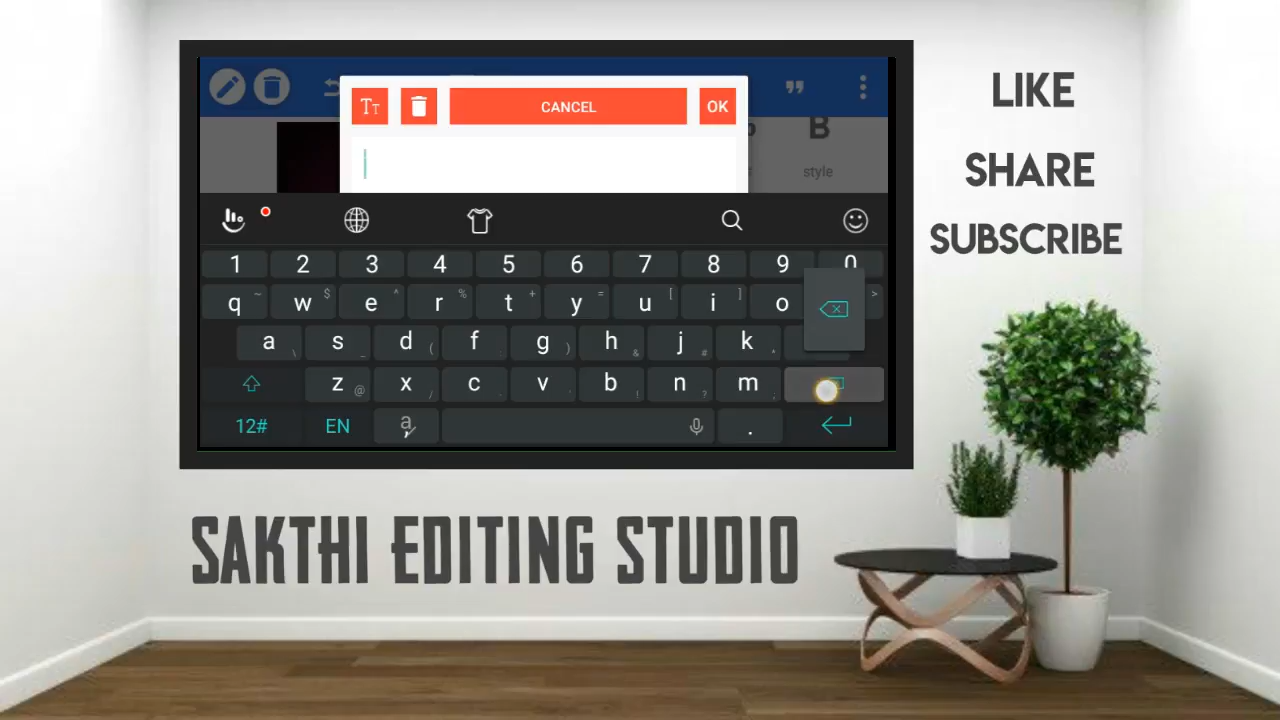 LIKE
SHARE
SUBSCRIBE
Tт
CANCEL
OK
B
style
1 2 3 4 5 6 7 8 9 0
q ~ w $ e ^ r % t + y = u [ i ] o >
a \ s _ d ( f g ) h & j # k *
z @ x / c v b ! n ? m ,
12# EN a , .
SAKTHI EDITING STUDIO